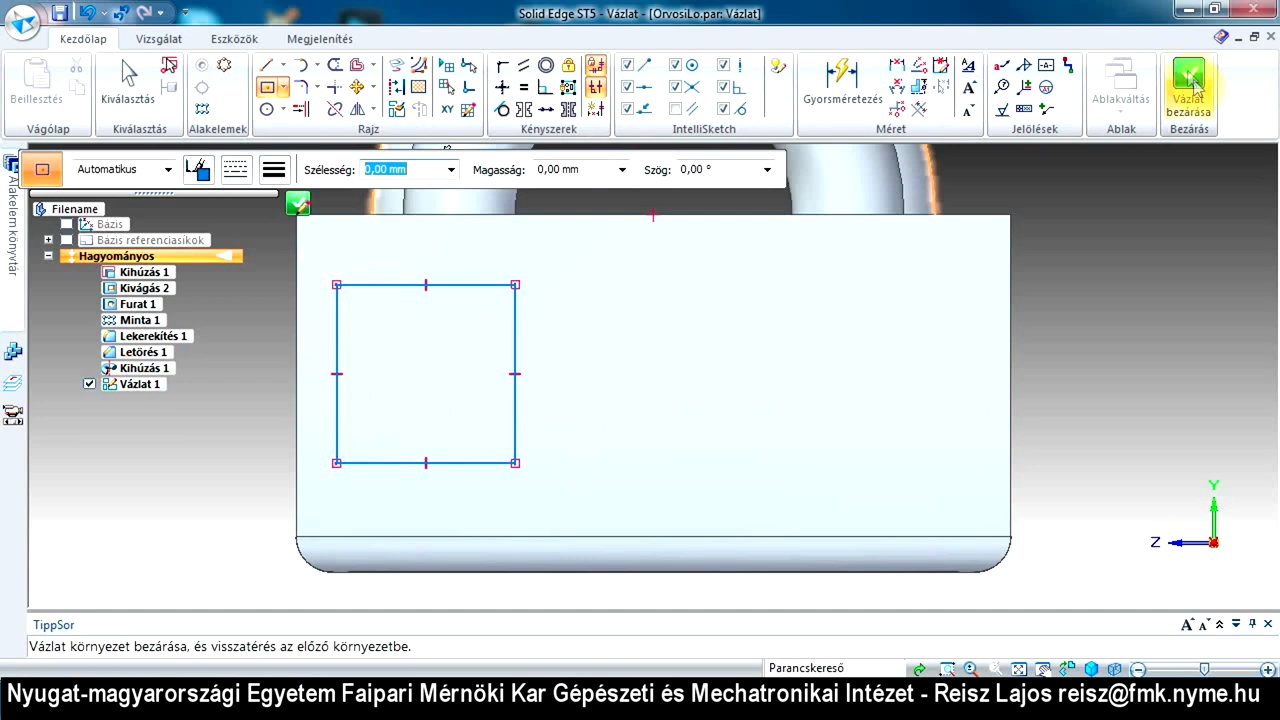 Solid Edge ST5 - Vázlat - [OrvosiLo.par: Vázlat]
Kezdőlap Vizsgálat Eszközök Megjelenítés
Beillesztés Kiválasztás Gyorsméretezés Ablakváltás Vázlat bezárása
Vágólap Kiválasztás Alakelemek Rajz Kényszerek IntelliSketch Méret Jelölések Ablak Bezárás
Automatikus Szélesség: 0,00 mm Magasság: 0,00 mm Szög: 0,00 °
Alakelem könyvtár
Filename
Bázis
Bázis referenciasíkok
Hagyományos
Kihúzás 1
Kivágás 2
Furat 1
Minta 1
Lekerekítés 1
Letörés 1
Kihúzás 1
Vázlat 1
Y
Z
TippSor
Vázlat környezet bezárása, és visszatérés az előző környezetbe.
Parancskereső
Nyugat-magyarországi Egyetem Faipari Mérnöki Kar Gépészeti és Mechatronikai Intézet - Reisz Lajos reisz@fmk.nyme.hu